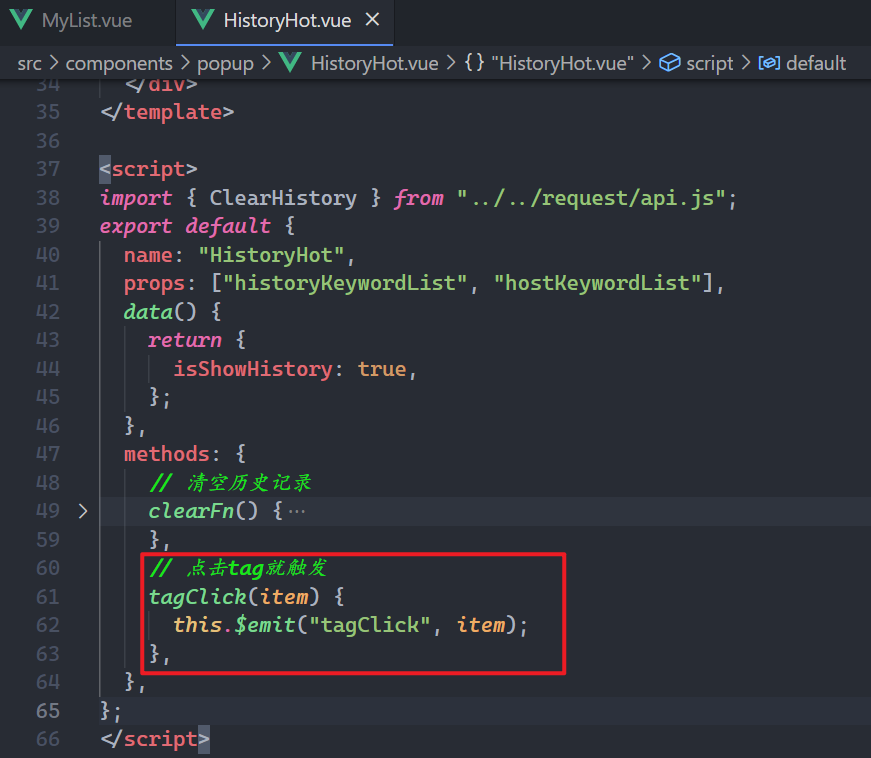 MyList.vue HistoryHot.vue ×
src > components > popup > HistoryHot.vue > {} "HistoryHot.vue" > script > default
34 </div>
35 </template>
36
37 <script>
38 import { ClearHistory } from "../../request/api.js";
39 export default {
40 name: "HistoryHot",
41 props: ["historyKeywordList", "hostKeywordList"],
42 data() {
43 return {
44 isShowHistory: true,
45 };
46 },
47 methods: {
48 // 清空历史记录
49 > clearFn() { ···
59 },
60 // 点击tag就触发
61 tagClick(item) {
62 this.$emit("tagClick", item);
63 },
64 },
65 };
66 </script>